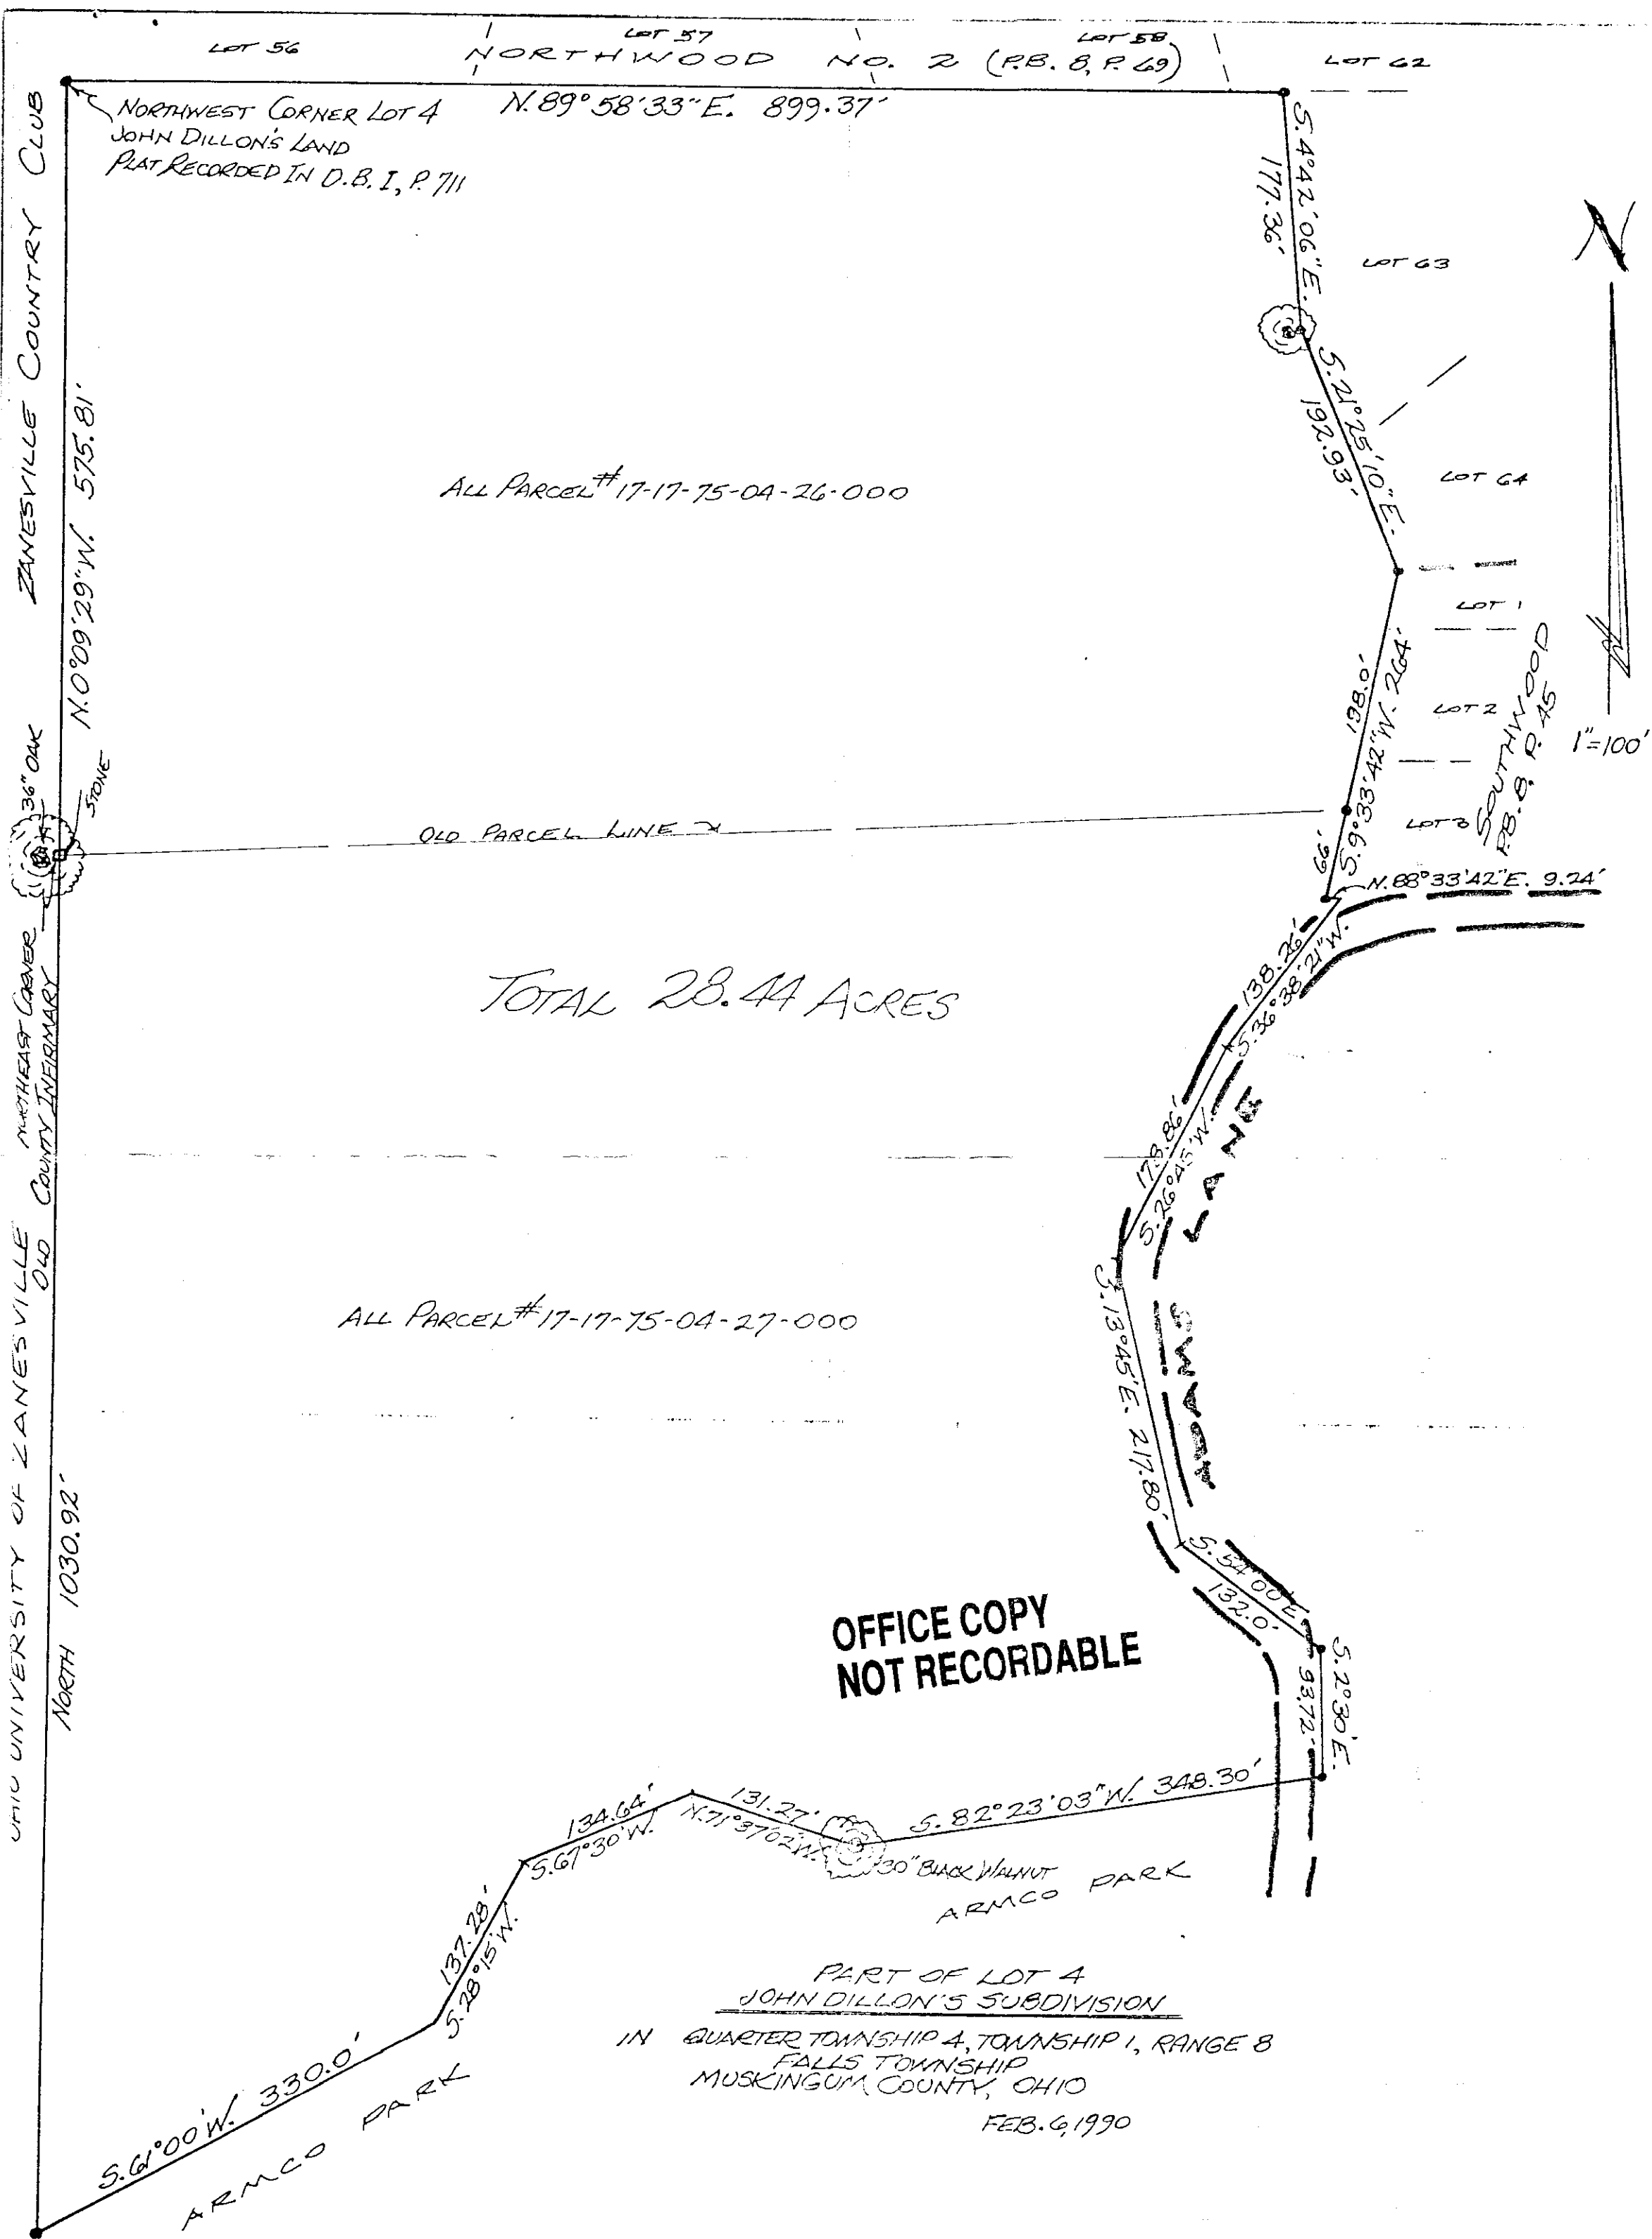 LOT 56
LOT 57
LOT 58
LOT 62
NORTHWOOD NO. 2 (P.B. 8, P. 69)
NORTHWEST CORNER LOT 4
JOHN DILLON'S LAND
PLAT RECORDED IN D.B. I, P. 711
N. 89° 58' 33" E. 899.37'
S. 4° 42' 06" E.
177.36'
LOT 63
N
ZANESVILLE COUNTRY CLUB
N. 0° 09' 29" W. 575.81'
S. 21° 25' 10" E.
192.93'
LOT 64
ALL PARCEL # 17-17-75-04-26-000
LOT 1
LOT 2
LOT 3
SOUTHWOOD
P.B. 8, P. 45
1"=100'
198.0'
S. 9° 33' 42" W. 264'
66'
36" OAK
STONE
OLD PARCEL LINE
N. 88° 33' 42" E. 9.24'
NORTHEAST CORNER
OLD COUNTY INFIRMARY
TOTAL 28.44 ACRES
138.26'
S. 36° 38' 21" W.
178.86'
S. 26° 45' W.
ADAMS LANE
ALL PARCEL # 17-17-75-04-27-000
S. 13° 45' E. 217.80'
OHIO UNIVERSITY OF ZANESVILLE
NORTH 1030.92'
S. 54° 00' E.
132.0'
OFFICE COPY
NOT RECORDABLE
S. 2° 30' E.
93.72'
134.64'
S. 67° 30' W.
131.27'
N. 71° 37' 02" W.
S. 82° 23' 03" W. 348.30'
30" BLACK WALNUT
ARMCO PARK
137.28'
S. 28° 15' W.
PART OF LOT 4
JOHN DILLON'S SUBDIVISION
IN QUARTER TOWNSHIP 4, TOWNSHIP 1, RANGE 8
FALLS TOWNSHIP
MUSKINGUM COUNTY, OHIO
FEB. 6, 1990
S. 61° 00' W. 330.0'
ARMCO PARK